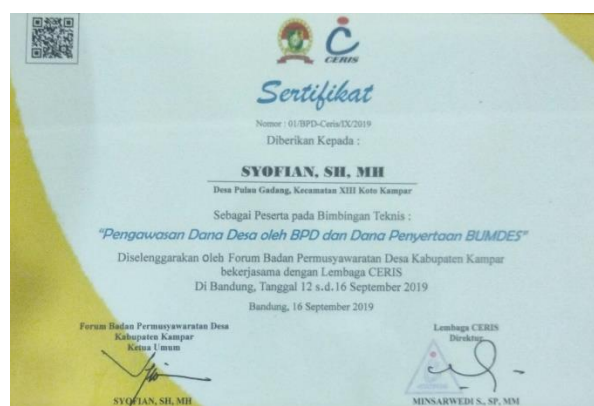 CERIS
Sertifikat
Nomor : 01/BPD-Ceris/IX/2019
Diberikan Kepada :
SYOFIAN, SH, MH
Desa Pulau Gadang, Kecamatan XIII Koto Kampar
Sebagai Peserta pada Bimbingan Teknis :
"Pengawasan Dana Desa oleh BPD dan Dana Penyertaan BUMDES"
Diselenggarakan oleh Forum Badan Permusyawaratan Desa Kabupaten Kampar
bekerjasama dengan Lembaga CERIS
Di Bandung, Tanggal 12 s.d.16 September 2019
Bandung, 16 September 2019
Forum Badan Permusyawaratan Desa
Kabupaten Kampar
Ketua Umum
SYOFIAN, SH, MH
Lembaga CERIS
Direktur
MINSARWEDI S., SP, MM